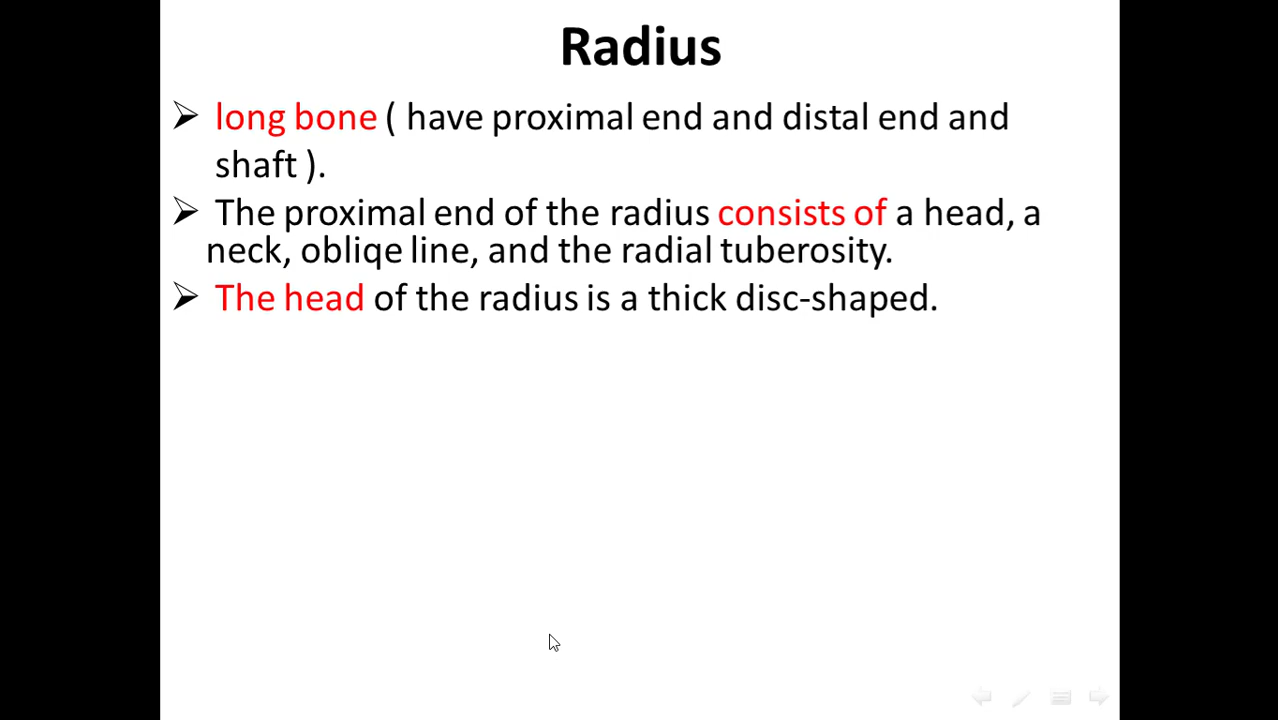 Radius
➢ long bone ( have proximal end and distal end and
shaft ).
➢ The proximal end of the radius consists of a head, a
neck, obliqe line, and the radial tuberosity.
➢ The head of the radius is a thick disc-shaped.